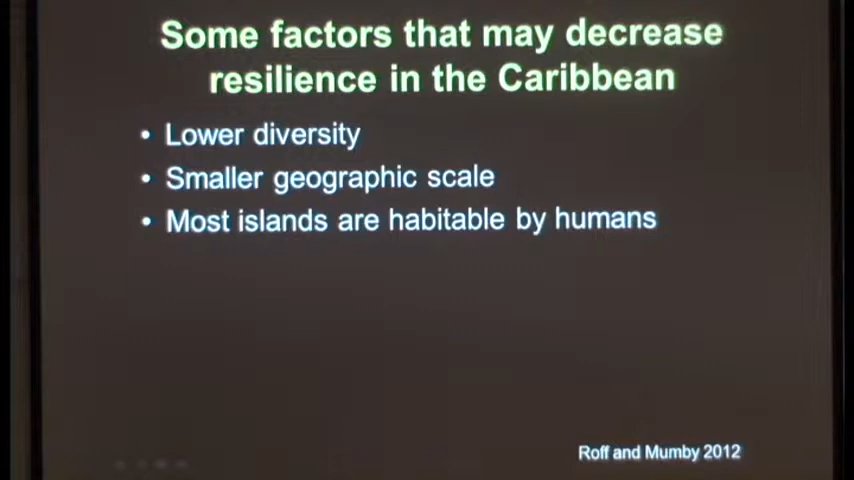 Some factors that may decrease
resilience in the Caribbean
• Lower diversity
• Smaller geographic scale
• Most islands are habitable by humans
Roff and Mumby 2012